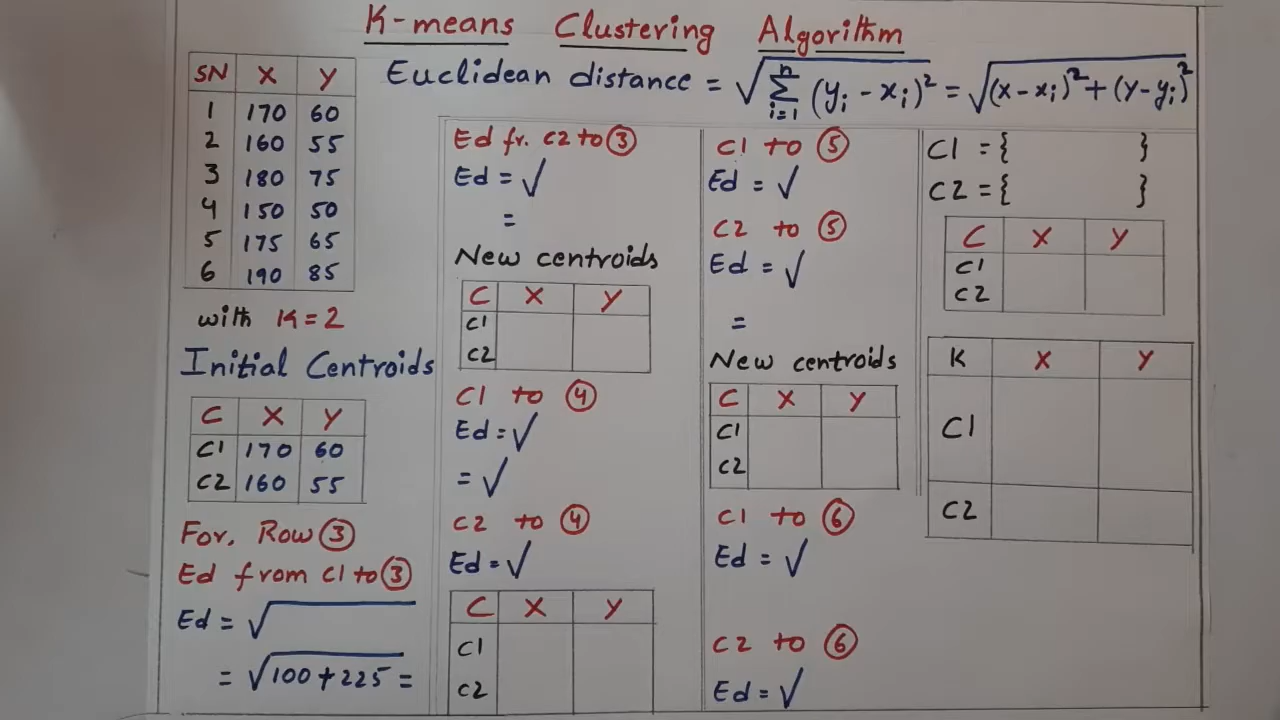 K-means Clustering Algorithm
Euclidean distance = √∑ⁿᵢ₌₁ (yᵢ - xᵢ)² = √(x-xᵢ)² + (y-yᵢ)²
SN X Y
1 170 60
2 160 55
3 180 75
4 150 50
5 175 65
6 190 85
with K=2
Initial Centroids
C X Y
C1 170 60
C2 160 55
For. Row ③
Ed from C1 to ③
Ed = √
= √100+225 =
Ed fr. C2 to ③
Ed = √
=
New centroids
C X Y
C1
C2
C1 to ④
Ed = √
= √
C2 to ④
Ed = √
C X Y
C1
C2
C1 to ⑤
Ed = √
C2 to ⑤
Ed = √
=
New centroids
C X Y
C1
C2
C1 to ⑥
Ed = √
C2 to ⑥
Ed = √
C1 = { }
C2 = { }
C X Y
C1
C2
K X Y
C1
C2